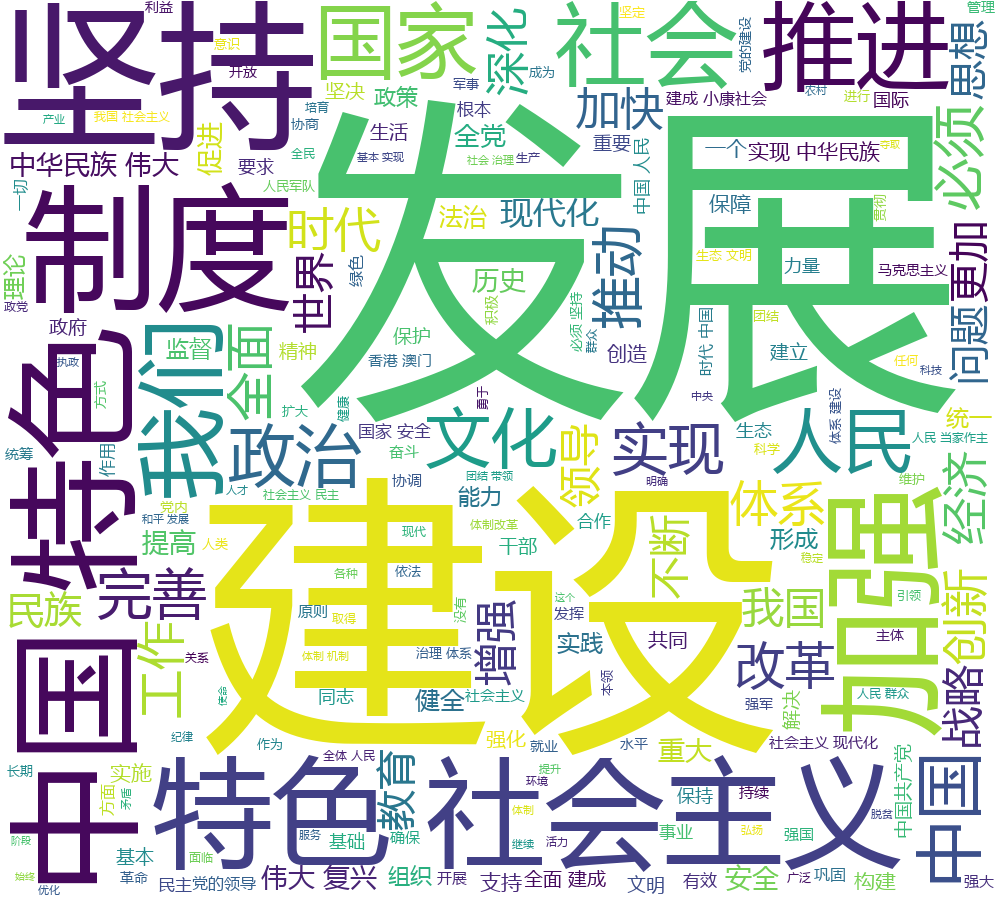 利益
坚持
意识
开放
产业
我国 社会主义
培育
协商
国家
坚决
政策
深化
军事
成为
根本
社会
坚定
党的建设
加快
重要
建成 小康社会
推进
农村
进行
国际
管理
思想
必须
中华民族 伟大
促进
要求
全民
生活
基本 实现
全党
社会 治理
生产
一个
实现 中华民族
夺取
一切
制度
人民军队
时代
法治
现代化
中国 人民
保障
贯彻
理论
政党
世界
绿色
发展
历史
积极
推动
生态 文明
力量
马克思主义
更加
政府
特色
执政
方式
我们
监督
全面
精神
保护
香港 澳门
必须 坚持
群众
创造
时代 中国
团结
建立
任何
科技
问题
扩大
健康
勇于
中央
统筹
作用
政治
国家 安全
奋斗
文化
领导
实现
生态
科学
体系 建设
人民
统一
人民 当家作主
人才
社会主义 民主
协调
团结 带领
能力
明确
维护
经济
党内
和平 发展
提高
人类
建设
现代
体制改革
干部
合作
不断
体系
形成
稳定
加强
民族
完善
各种
依法
原则
取得
没有
增强
这个
发挥
我国
引领
创新
中国 特色
工作
关系
体制 机制
治理 体系
实践
共同
改革
主体
使命
同志
健全
社会主义
本领
强军
解决
人民 群众
战略
纪律
作为
全体 人民
强化
就业
水平
重大
社会主义 现代化
长期
实施
方面
矛盾
特色 社会主义
教育
提升
环境
体制
保持
持续
中国共产党
脱贫
中国
阶段
基本
面临
服务
基础
确保
继续
活力
事业
弘扬
强国
始终
优化
革命
民主
党的领导
伟大 复兴
组织
开展
支持
全面 建成
文明
有效
安全
广泛
巩固
构建
强大